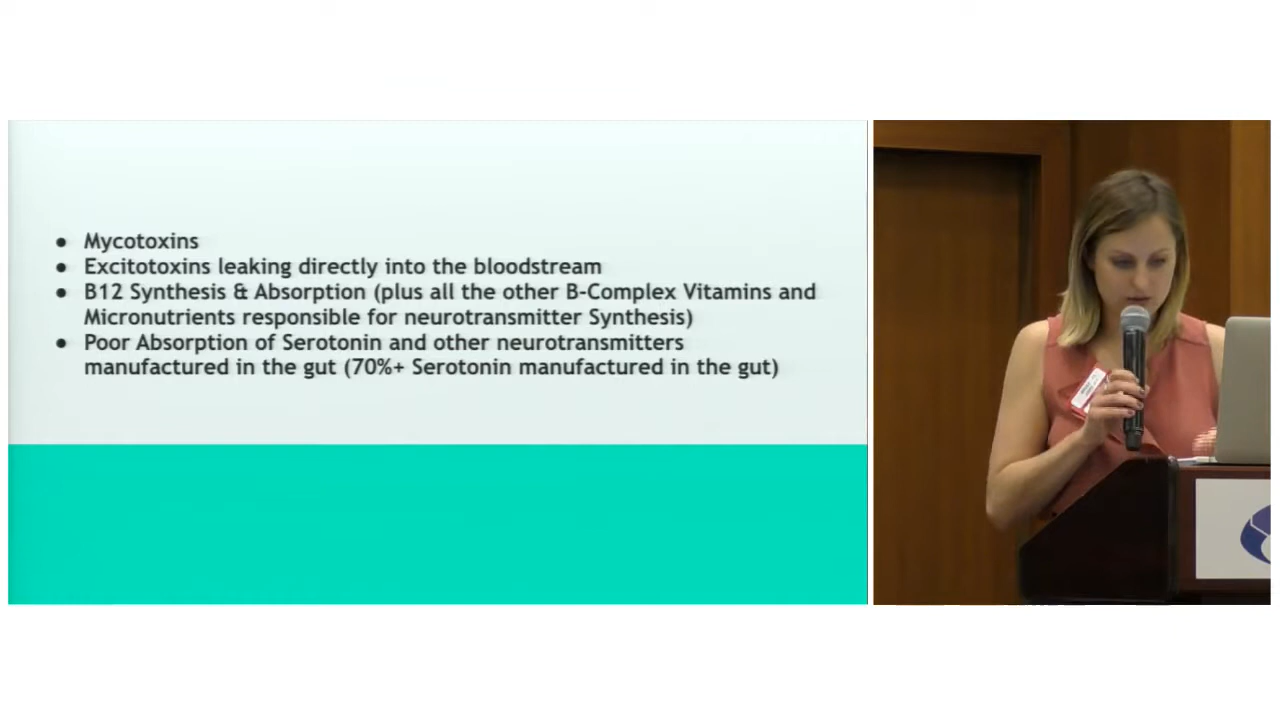 ● Mycotoxins
● Excitotoxins leaking directly into the bloodstream
● B12 Synthesis & Absorption (plus all the other B-Complex Vitamins and
Micronutrients responsible for neurotransmitter Synthesis)
● Poor Absorption of Serotonin and other neurotransmitters
manufactured in the gut (70%+ Serotonin manufactured in the gut)